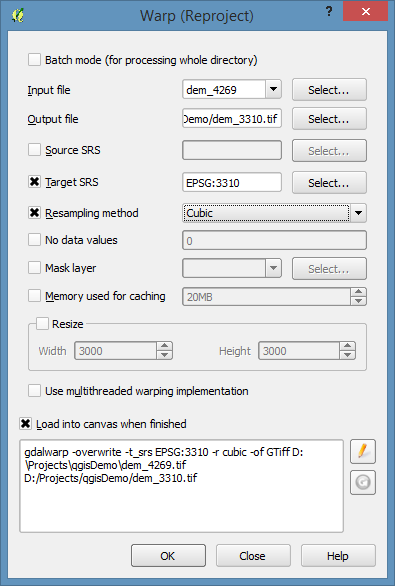 Warp (Reproject)
?
Batch mode (for processing whole directory)
Input file
dem_4269
Select...
Output file
Demo/dem_3310.tif
Select...
Source SRS
Select...
Target SRS
EPSG:3310
Select...
Resampling method
Cubic
No data values
0
Mask layer
Select...
Memory used for caching
20MB
Resize
Width
3000
Height
3000
Use multithreaded warping implementation
Load into canvas when finished
gdalwarp -overwrite -t_srs EPSG:3310 -r cubic -of GTiff D:
\Projects\qgisDemo\dem_4269.tif
D:/Projects/qgisDemo/dem_3310.tif
OK
Close
Help